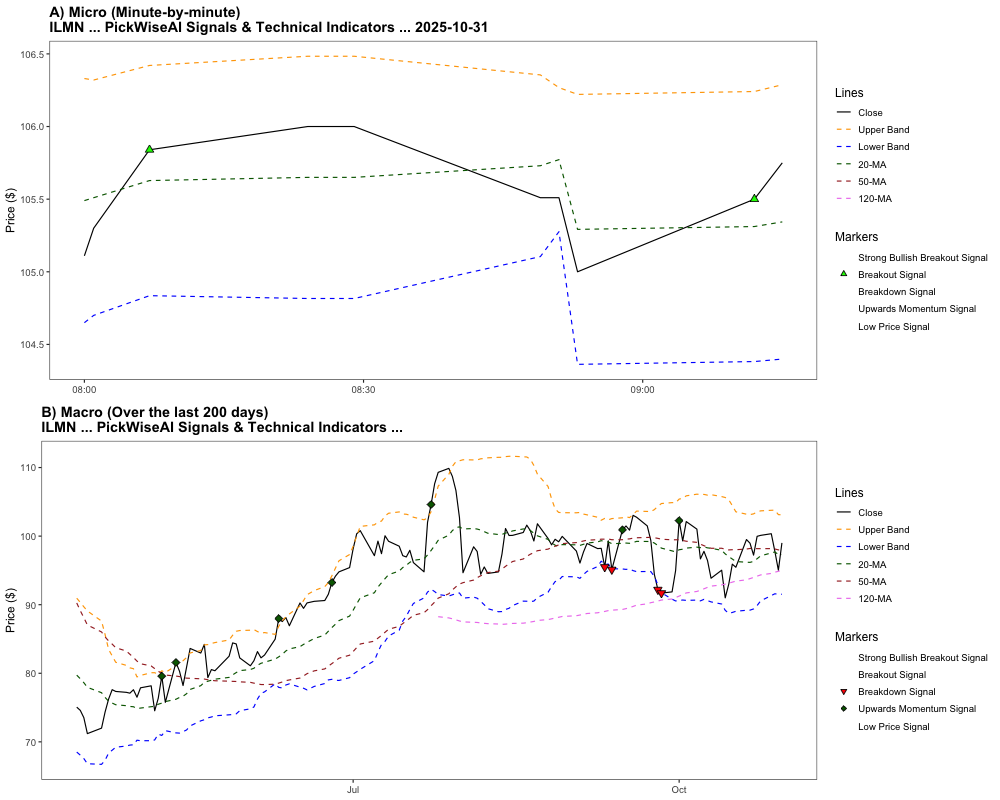 A) Micro (Minute-by-minute)
ILMN ... PickWiseAI Signals & Technical Indicators ... 2025-10-31
Price ($)
106.5
106.0
105.5
105.0
104.5
08:00
08:30
09:00
Lines
Close
Upper Band
Lower Band
20-MA
50-MA
120-MA
Markers
Strong Bullish Breakout Signal
Breakout Signal
Breakdown Signal
Upwards Momentum Signal
Low Price Signal
B) Macro (Over the last 200 days)
ILMN ... PickWiseAI Signals & Technical Indicators ...
Price ($)
110
100
90
80
70
Jul
Oct
Lines
Close
Upper Band
Lower Band
20-MA
50-MA
120-MA
Markers
Strong Bullish Breakout Signal
Breakout Signal
Breakdown Signal
Upwards Momentum Signal
Low Price Signal